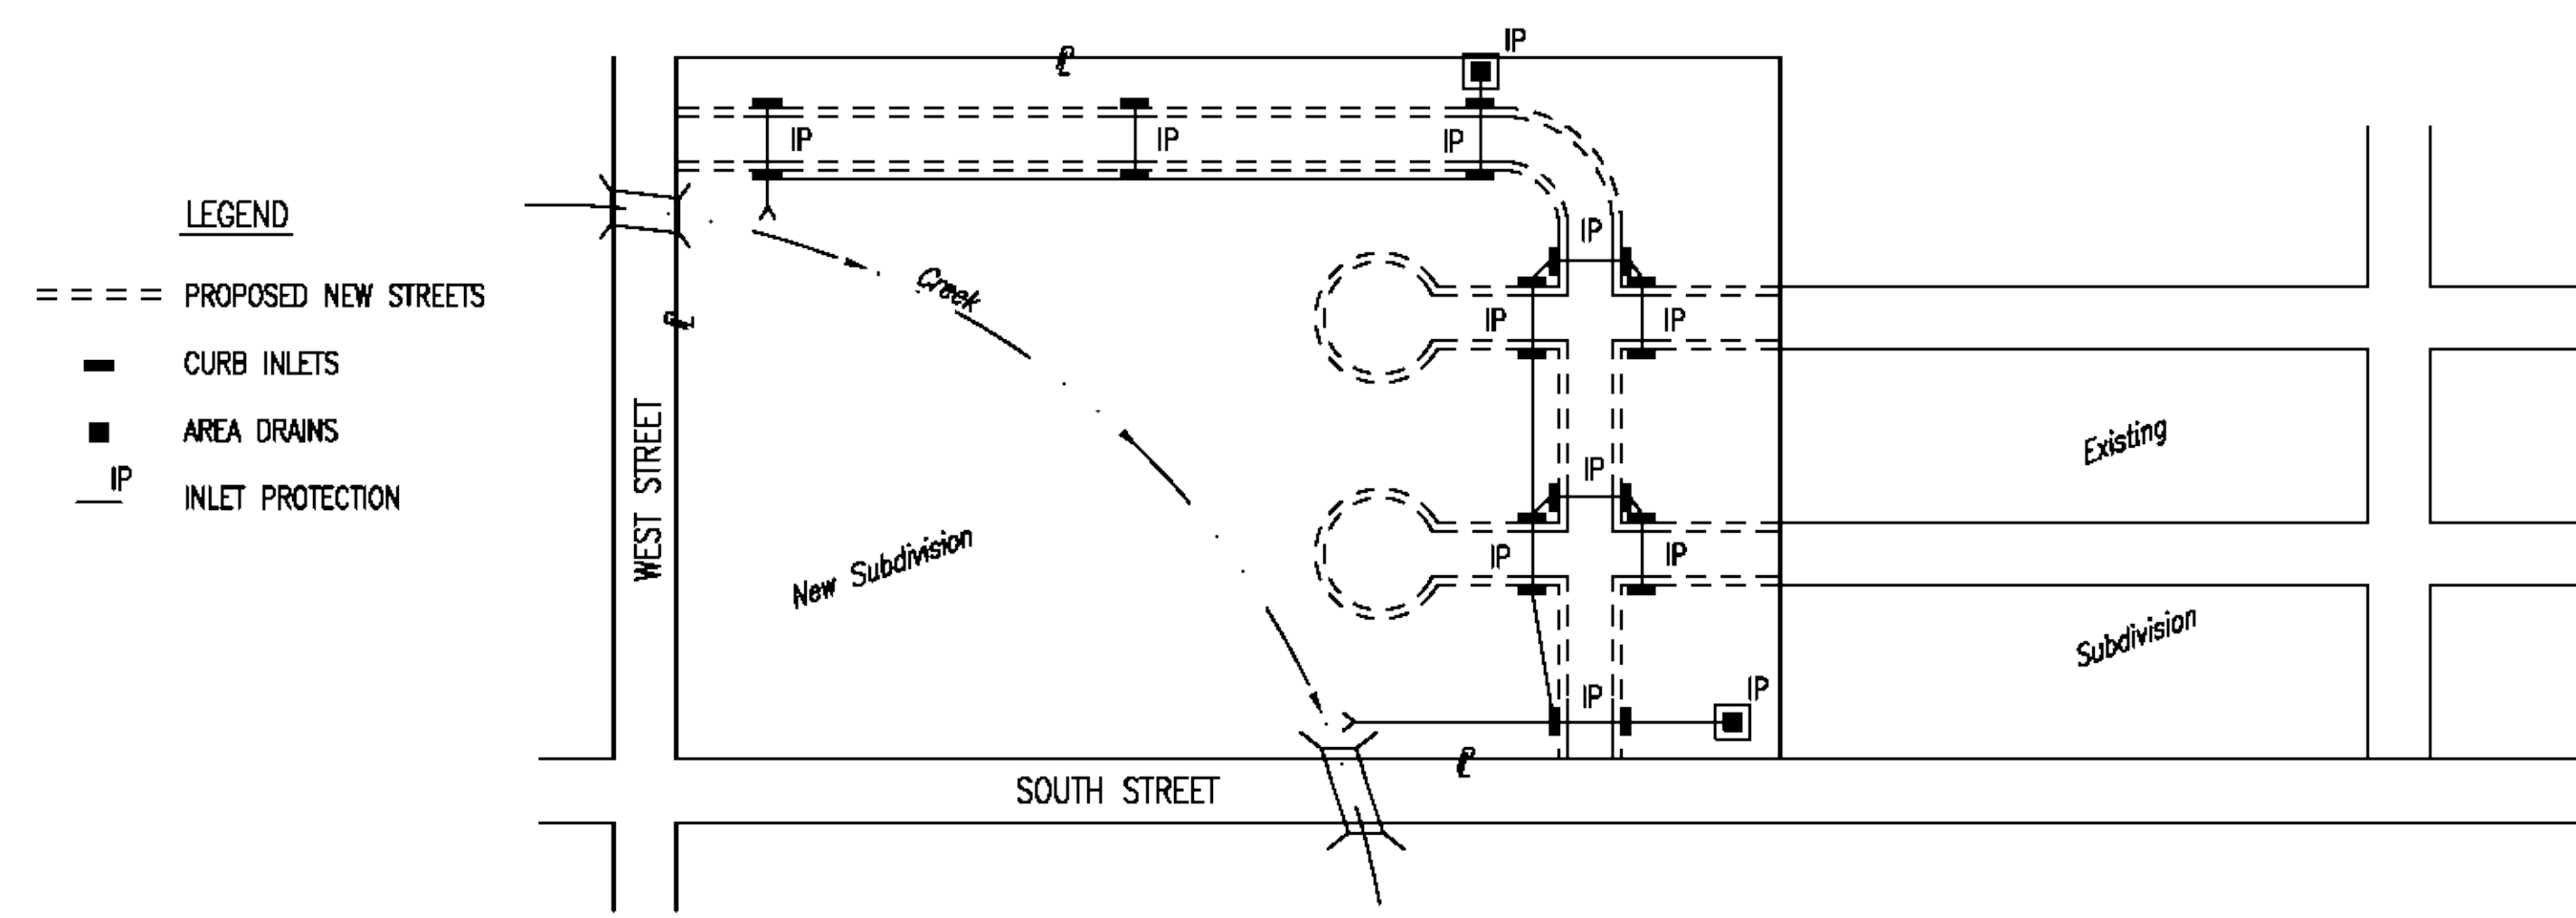 IP
IP
IP
IP
LEGEND
PROPOSED NEW STREETS
CURB INLETS
AREA DRAINS
IP
INLET PROTECTION
IP
Creek
IP
IP
WEST STREET
Existing
IP
New Subdivision
IP
IP
Subdivision
IP
IP
SOUTH STREET